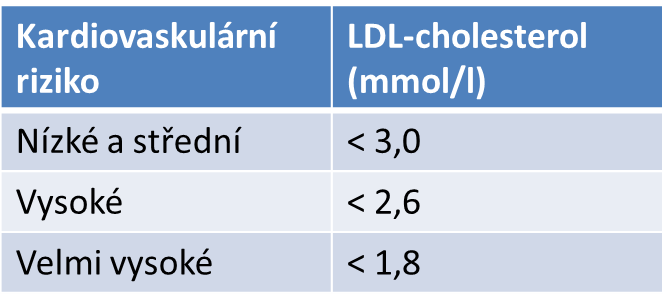 Kardiovaskulární riziko
LDL-cholesterol (mmol/l)
Nízké a střední < 3,0
Vysoké < 2,6
Velmi vysoké < 1,8